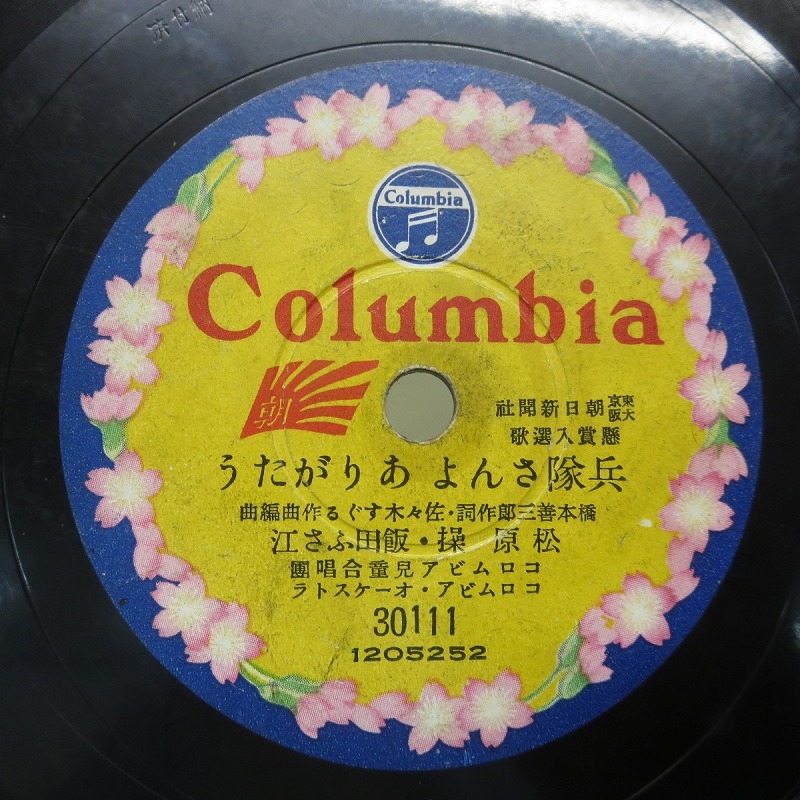 Columbia
Columbia
朝
東京大阪朝日新聞社
懸賞入選歌
兵隊さんよありがたう
橋本善三郎作詞・佐々木すぐる作曲編曲
松原 操・飯田ふさ江
コロムビア兒童合唱團
コロムビア・オーケストラ
30111
1205252